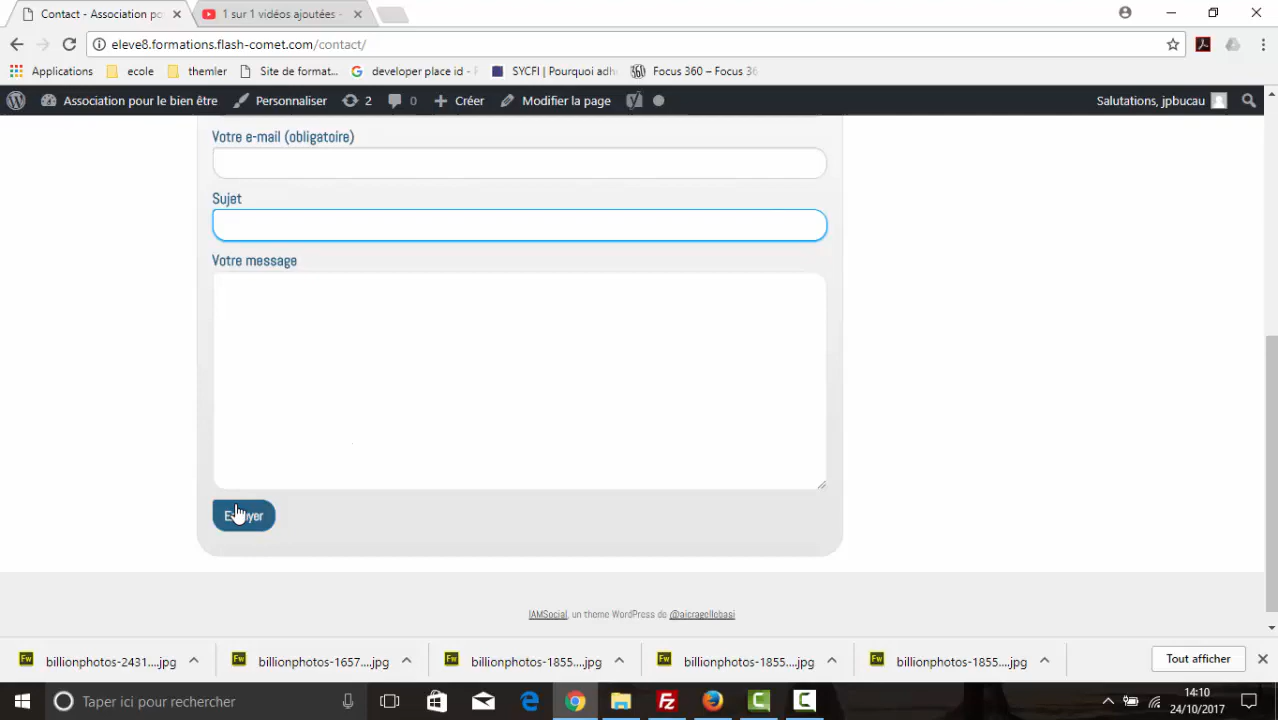 Contact - Association po
1 sur 1 vidéos ajoutées -
eleve8.formations.flash-comet.com/contact/
Applications ecole themler Site de format... developer place id - SYCFI | Pourquoi adh Focus 360 – Focus 36
Association pour le bien être Personnaliser 2 0 Créer Modifier la page Salutations, jpbucau
Votre e-mail (obligatoire)
Sujet
Votre message
Envoyer
IAMSocial, un theme WordPress de @aicragellebasi
billionphotos-2431....jpg billionphotos-1657....jpg billionphotos-1855....jpg billionphotos-1855....jpg billionphotos-1855....jpg Tout afficher
Taper ici pour rechercher
14:10
24/10/2017